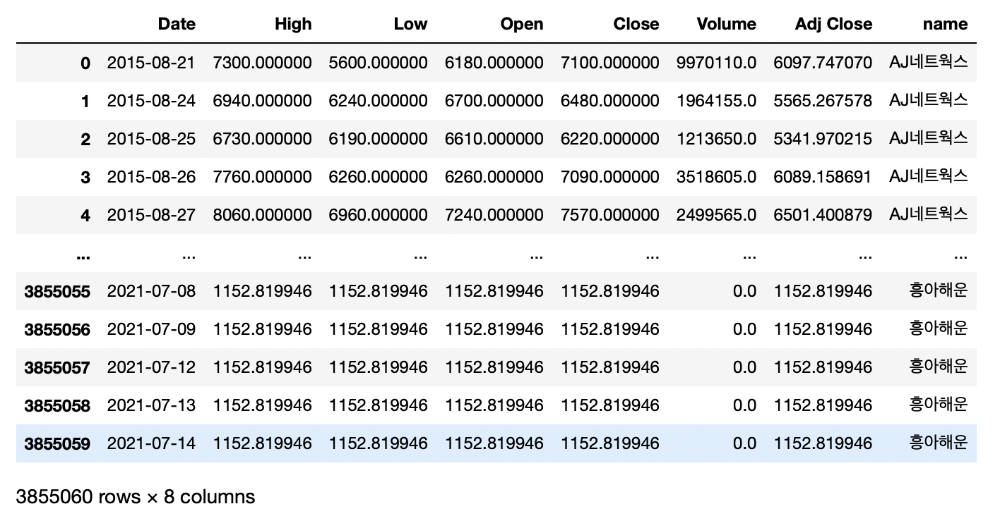 Date High Low Open Close Volume Adj Close name
0 2015-08-21 7300.000000 5600.000000 6180.000000 7100.000000 9970110.0 6097.747070 AJ네트웍스
1 2015-08-24 6940.000000 6240.000000 6700.000000 6480.000000 1964155.0 5565.267578 AJ네트웍스
2 2015-08-25 6730.000000 6190.000000 6610.000000 6220.000000 1213650.0 5341.970215 AJ네트웍스
3 2015-08-26 7760.000000 6260.000000 6260.000000 7090.000000 3518605.0 6089.158691 AJ네트웍스
4 2015-08-27 8060.000000 6960.000000 7240.000000 7570.000000 2499565.0 6501.400879 AJ네트웍스
... ... ... ... ... ... ... ... ...
3855055 2021-07-08 1152.819946 1152.819946 1152.819946 1152.819946 0.0 1152.819946 흥아해운
3855056 2021-07-09 1152.819946 1152.819946 1152.819946 1152.819946 0.0 1152.819946 흥아해운
3855057 2021-07-12 1152.819946 1152.819946 1152.819946 1152.819946 0.0 1152.819946 흥아해운
3855058 2021-07-13 1152.819946 1152.819946 1152.819946 1152.819946 0.0 1152.819946 흥아해운
3855059 2021-07-14 1152.819946 1152.819946 1152.819946 1152.819946 0.0 1152.819946 흥아해운
3855060 rows × 8 columns